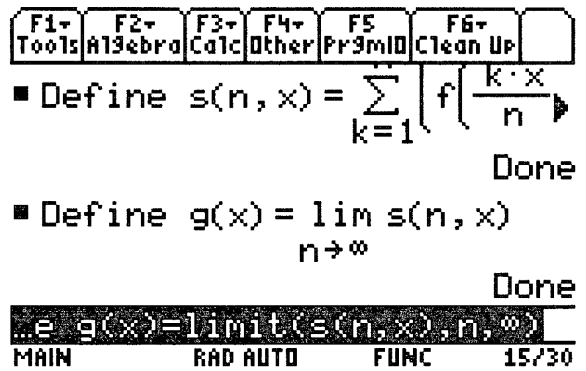 F1▾ F2▾ F3▾ F4▾ F5 F6▾
Tools Algebra Calc Other PrgmIO Clean Up
■ Define s(n,x) = ∑ k=1 (f(k·x/n ▶
Done
■ Define g(x) = lim n→∞ s(n,x)
Done
…e g(x)=limit(s(n,x),n,∞)
MAIN RAD AUTO FUNC 15/30